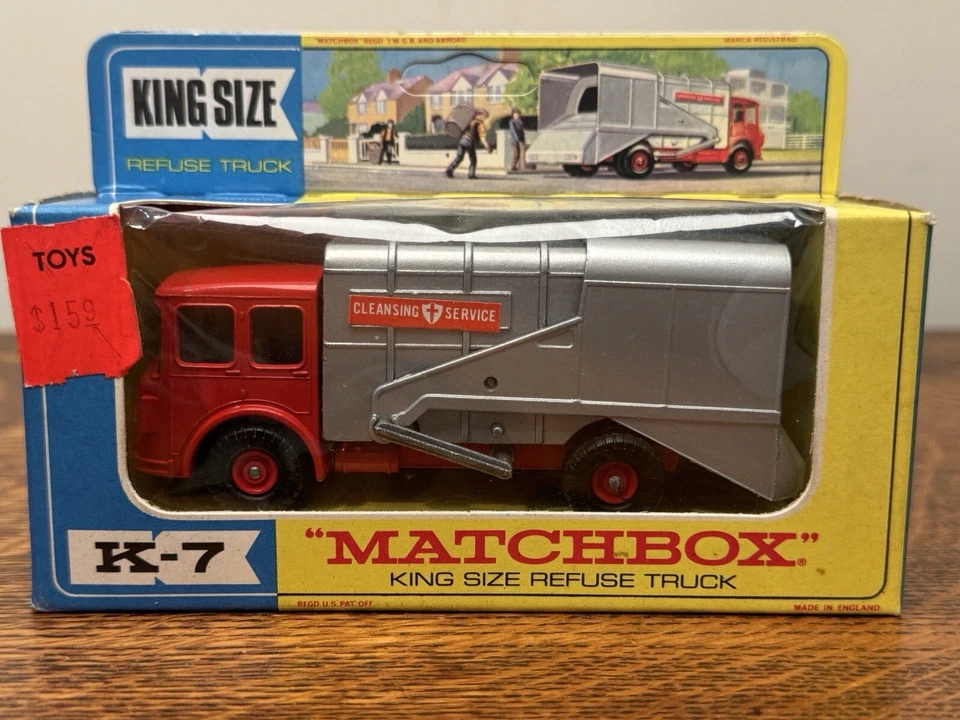 "MATCHBOX" REGD T.M. G.B. AND ABROAD
MARCA REGISTRAD
KING SIZE
REFUSE TRUCK
TOYS
$1.59
CLEANSING SERVICE
K-7
"MATCHBOX"®
KING SIZE REFUSE TRUCK
REGD. U.S. PAT. OFF.
MADE IN ENGLAND